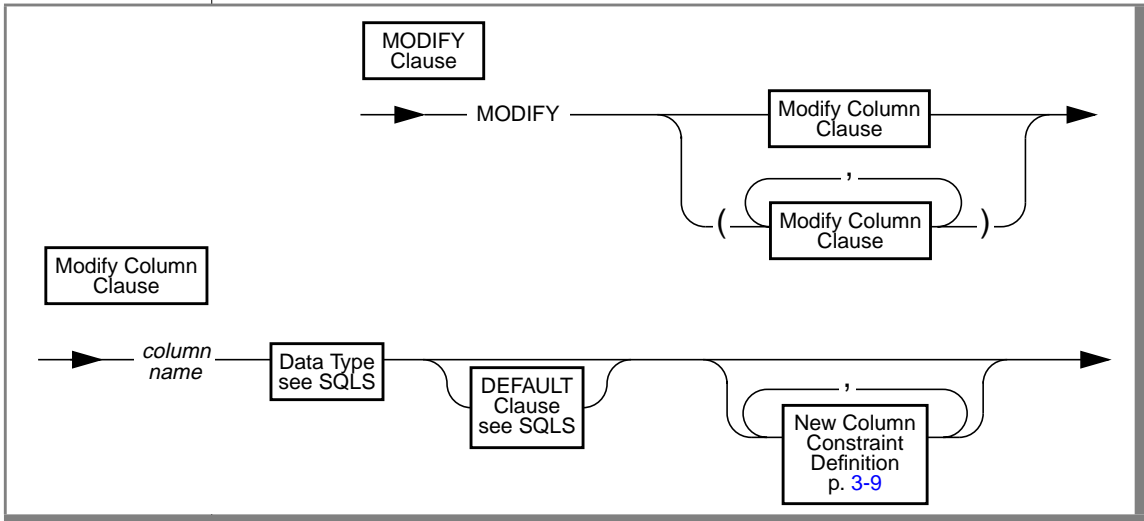 MODIFY
Clause
MODIFY
Modify Column
Clause
,
(
Modify Column
Clause
)
Modify Column
Clause
column
name
Data Type
see SQLS
DEFAULT
Clause
see SQLS
,
New Column
Constraint
Definition
p. 3-9